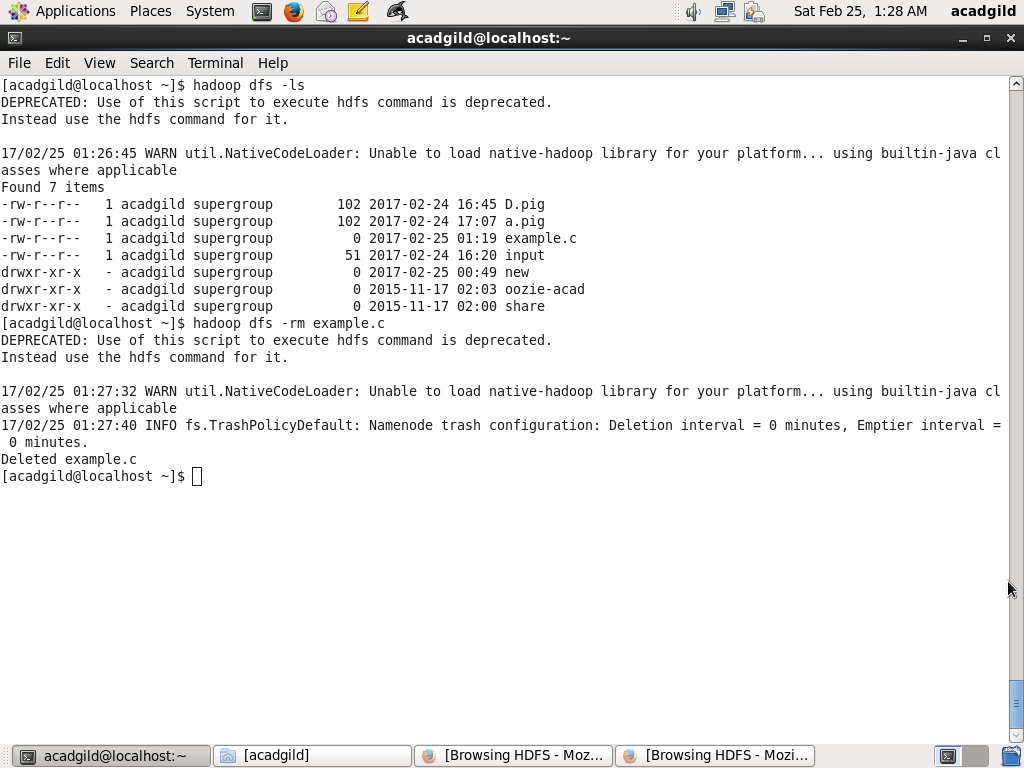 Applications Places System Sat Feb 25, 1:28 AM acadgild
acadgild@localhost:~
File Edit View Search Terminal Help
[acadgild@localhost ~]$ hadoop dfs -ls
DEPRECATED: Use of this script to execute hdfs command is deprecated.
Instead use the hdfs command for it.
17/02/25 01:26:45 WARN util.NativeCodeLoader: Unable to load native-hadoop library for your platform... using builtin-java cl
asses where applicable
Found 7 items
-rw-r--r--   1 acadgild supergroup        102 2017-02-24 16:45 D.pig
-rw-r--r--   1 acadgild supergroup        102 2017-02-24 17:07 a.pig
-rw-r--r--   1 acadgild supergroup          0 2017-02-25 01:19 example.c
-rw-r--r--   1 acadgild supergroup         51 2017-02-24 16:20 input
drwxr-xr-x   - acadgild supergroup          0 2017-02-25 00:49 new
drwxr-xr-x   - acadgild supergroup          0 2015-11-17 02:03 oozie-acad
drwxr-xr-x   - acadgild supergroup          0 2015-11-17 02:00 share
[acadgild@localhost ~]$ hadoop dfs -rm example.c
DEPRECATED: Use of this script to execute hdfs command is deprecated.
Instead use the hdfs command for it.
17/02/25 01:27:32 WARN util.NativeCodeLoader: Unable to load native-hadoop library for your platform... using builtin-java cl
asses where applicable
17/02/25 01:27:40 INFO fs.TrashPolicyDefault: Namenode trash configuration: Deletion interval = 0 minutes, Emptier interval =
 0 minutes.
Deleted example.c
[acadgild@localhost ~]$
acadgild@localhost:~ [acadgild] [Browsing HDFS - Moz... [Browsing HDFS - Mozi...